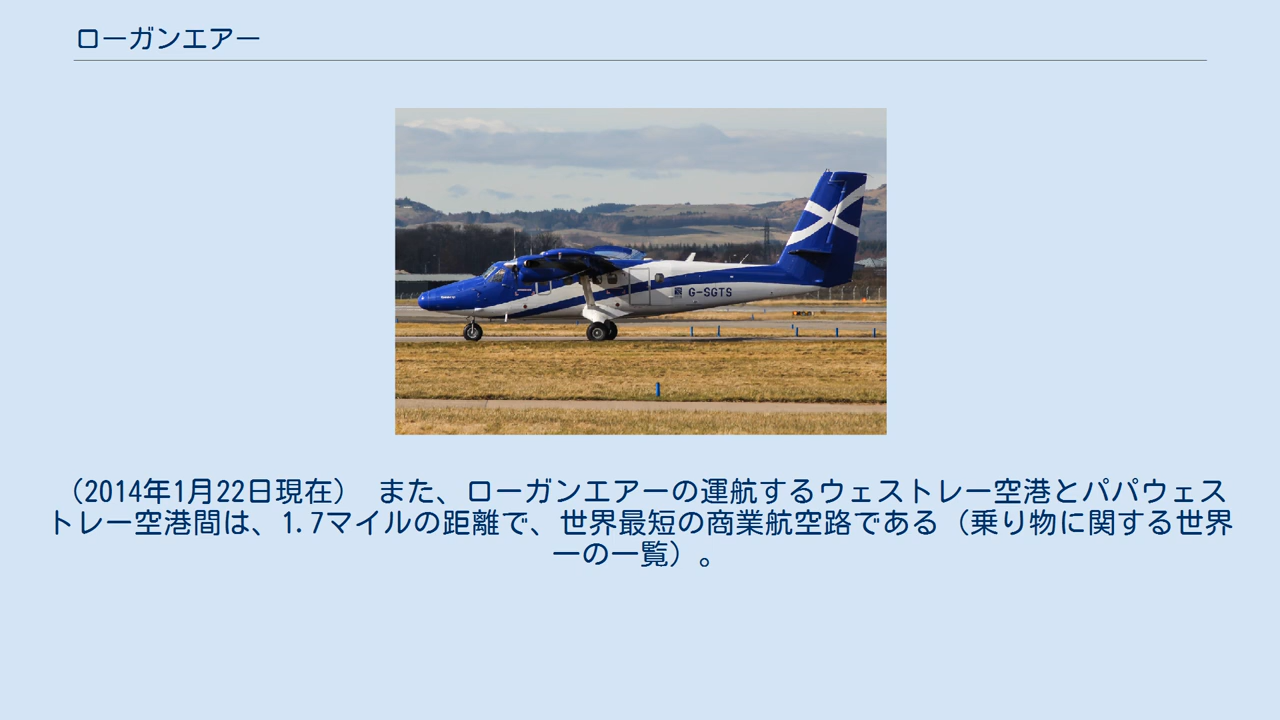 ローガンエアー
G-SGTS
（2014年1月22日現在） また、ローガンエアーの運航するウェストレー空港とパパウェス
トレー空港間は、1.7マイルの距離で、世界最短の商業航空路である（乗り物に関する世界
一の一覧）。